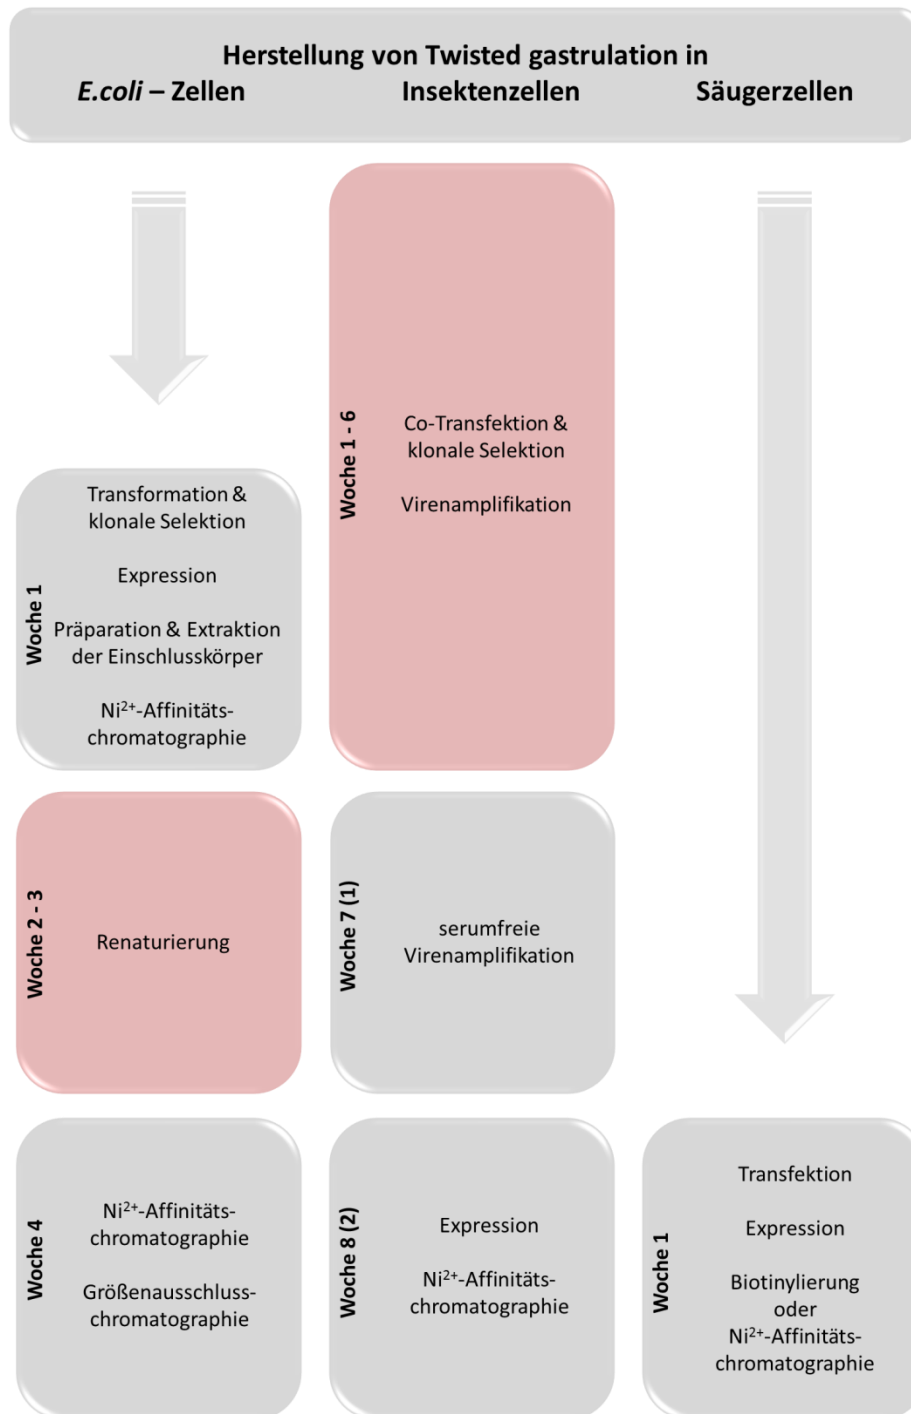 Herstellung von Twisted gastrulation in
E.coli – Zellen
Insektenzellen
Säugerzellen
Woche 1
Transformation &
klonale Selektion
Expression
Präparation & Extraktion
der Einschlusskörper
Ni²⁺-Affinitäts-
chromatographie
Woche 2 - 3
Renaturierung
Woche 4
Ni²⁺-Affinitäts-
chromatographie
Größenausschluss-
chromatographie
Woche 1 - 6
Co-Transfektion &
klonale Selektion
Virenamplifikation
Woche 7 (1)
serumfreie
Virenamplifikation
Woche 8 (2)
Expression
Ni²⁺-Affinitäts-
chromatographie
Woche 1
Transfektion
Expression
Biotinylierung
oder
Ni²⁺-Affinitäts-
chromatographie